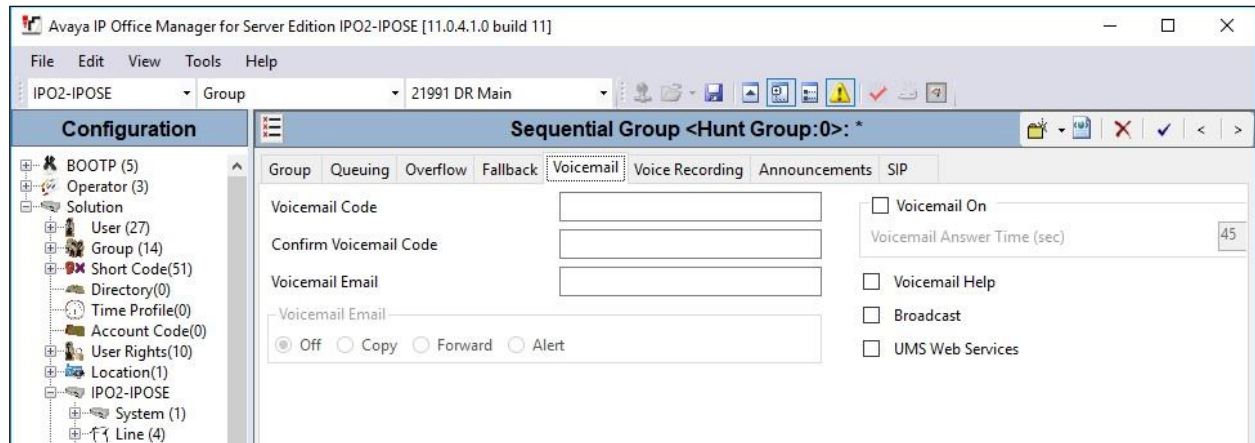 Avaya IP Office Manager for Server Edition IPO2-IPOSE [11.0.4.1.0 build 11]
File Edit View Tools Help
IPO2-IPOSE Group 21991 DR Main
Configuration
Sequential Group <Hunt Group:0>: *
BOOTP (5)
Operator (3)
Solution
User (27)
Group (14)
Short Code(51)
Directory(0)
Time Profile(0)
Account Code(0)
User Rights(10)
Location(1)
IPO2-IPOSE
System (1)
Line (4)
Group Queuing Overflow Fallback Voicemail Voice Recording Announcements SIP
Voicemail Code
Confirm Voicemail Code
Voicemail Email
Voicemail Email
Off Copy Forward Alert
Voicemail On
Voicemail Answer Time (sec) 45
Voicemail Help
Broadcast
UMS Web Services